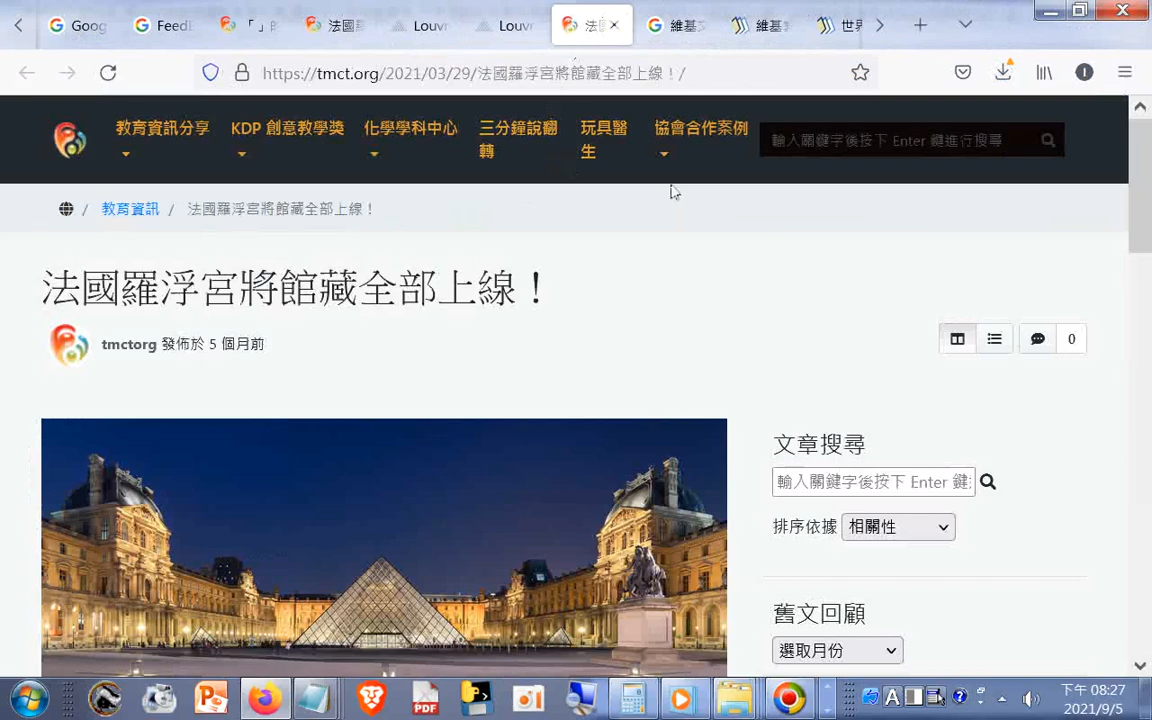 Goog
Feed
「」
法國
Louvr
Louv
法
維基
維基
世
https://tmct.org/2021/03/29/法國羅浮宮將館藏全部上線！/
教育資訊分享
KDP 創意教學獎
化學學科中心
三分鐘說翻轉
玩具醫生
協會合作案例
輸入關鍵字後按下 Enter 鍵進行搜尋
/ 教育資訊 / 法國羅浮宮將館藏全部上線！
法國羅浮宮將館藏全部上線！
tmctorg 發佈於 5 個月前
0
文章搜尋
輸入關鍵字後按下 Enter 鍵
排序依據 相關性
舊文回顧
選取月份
PDF
A
下午 08:27
2021/9/5